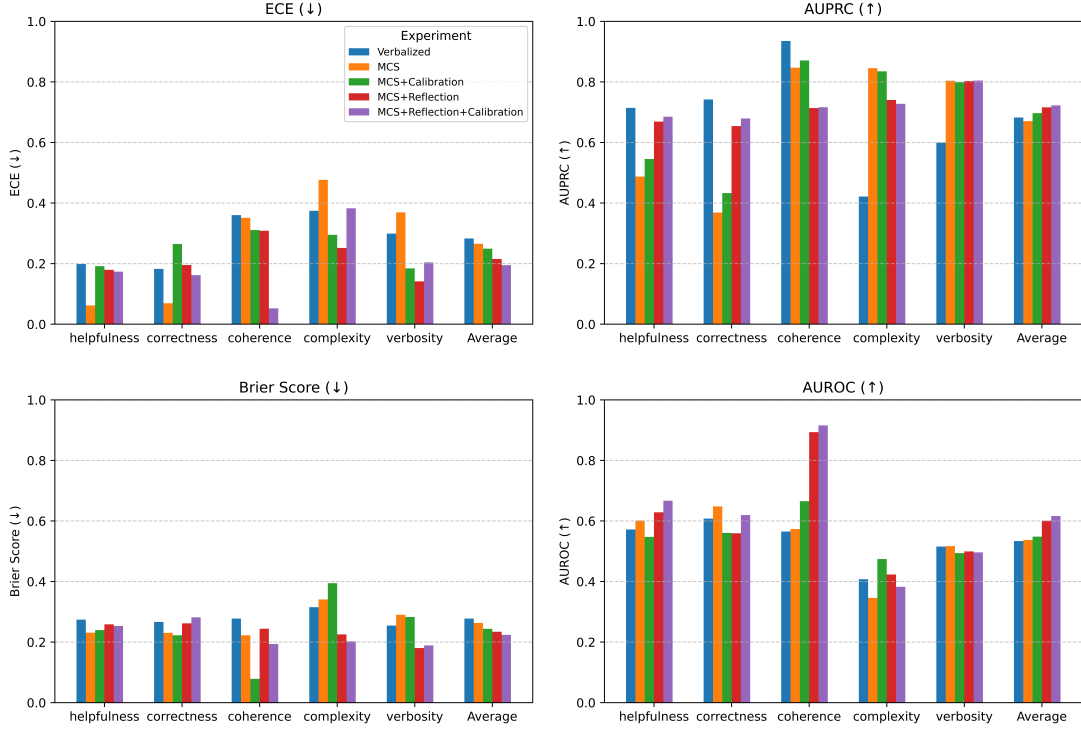 ECE (↓)
ECE (↓)
1.0
0.8
0.6
0.4
0.2
0.0
Experiment
Verbalized
MCS
MCS+Calibration
MCS+Reflection
MCS+Reflection+Calibration
helpfulness correctness coherence complexity verbosity Average
AUPRC (↑)
AUPRC (↑)
1.0
0.8
0.6
0.4
0.2
0.0
helpfulness correctness coherence complexity verbosity Average
Brier Score (↓)
Brier Score (↓)
1.0
0.8
0.6
0.4
0.2
0.0
helpfulness correctness coherence complexity verbosity Average
AUROC (↑)
AUROC (↑)
1.0
0.8
0.6
0.4
0.2
0.0
helpfulness correctness coherence complexity verbosity Average